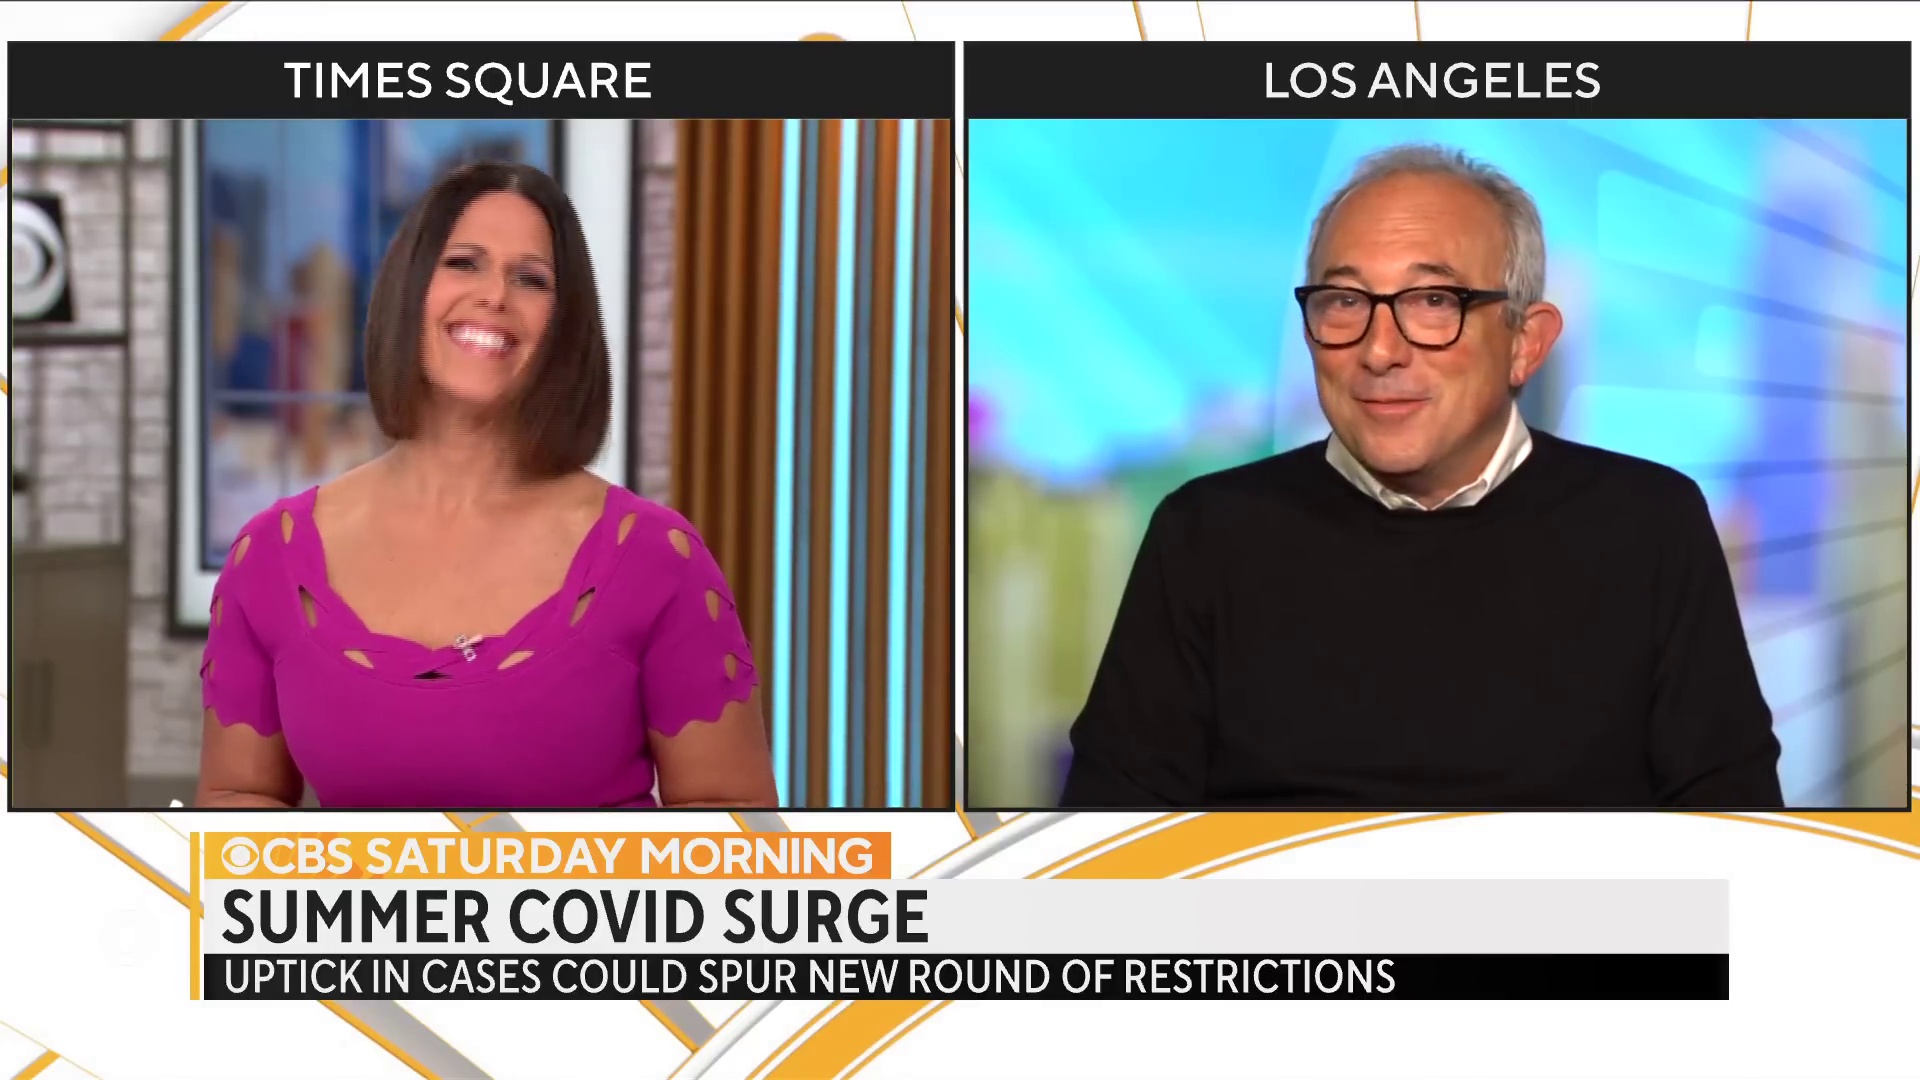 TIMES SQUARE
LOS ANGELES
CBS SATURDAY MORNING
SUMMER COVID SURGE
UPTICK IN CASES COULD SPUR NEW ROUND OF RESTRICTIONS